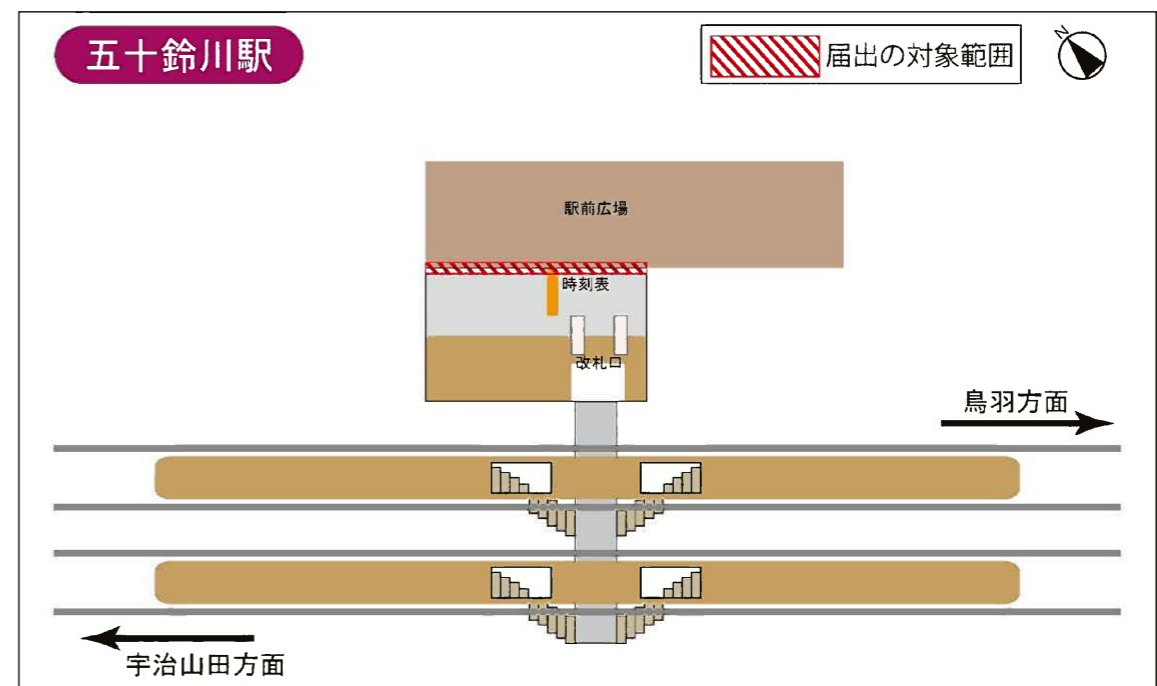 五十鈴川駅
届出の対象範囲
N
駅前広場
時刻表
改札口
鳥羽方面
宇治山田方面